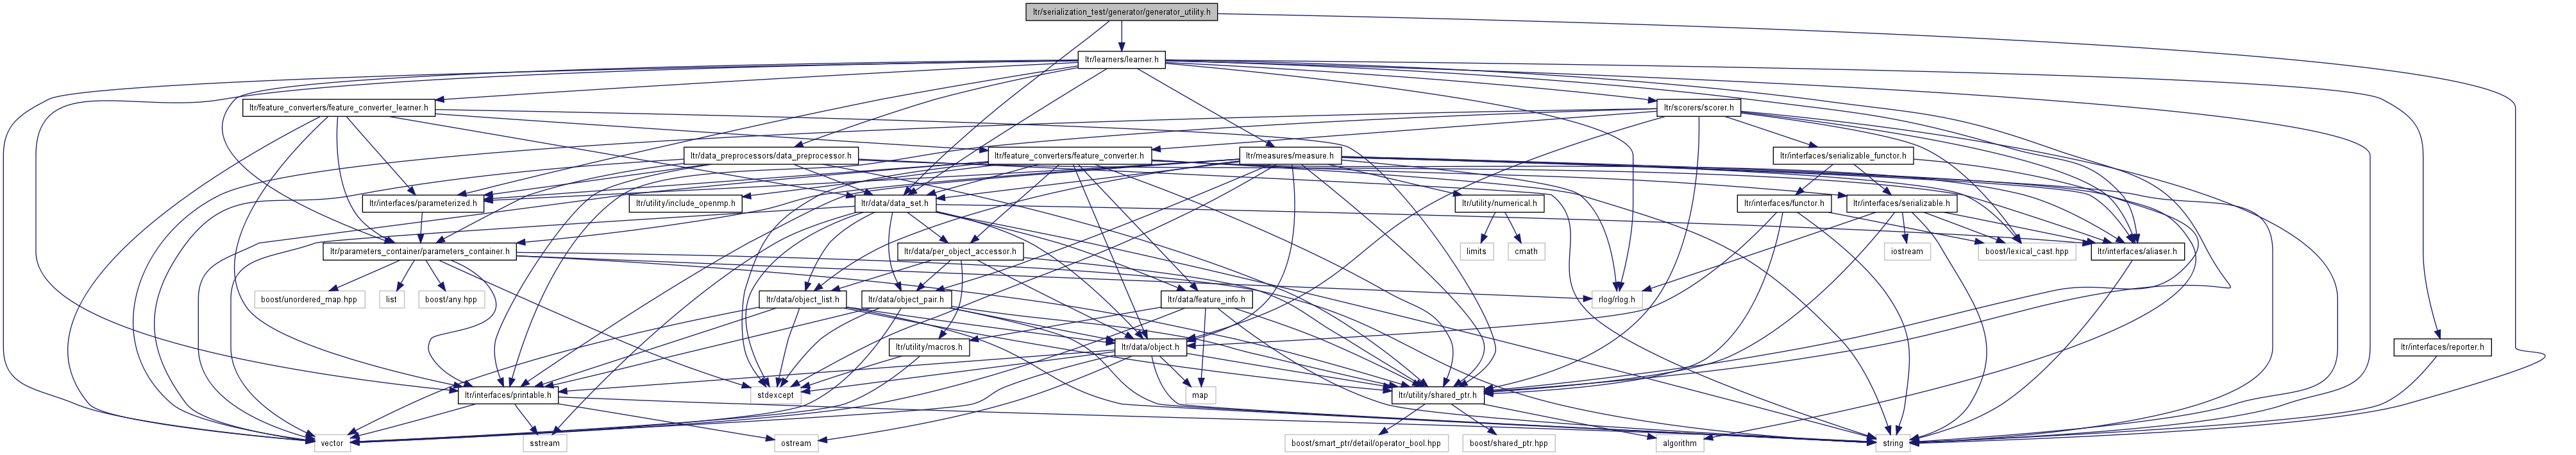 ltr/serialization_test/generator/generator_utility.h
ltr/learners/learner.h
ltr/feature_converters/feature_converter_learner.h
ltr/scorers/scorer.h
ltr/data_preprocessors/data_preprocessor.h
ltr/feature_converters/feature_converter.h
ltr/measures/measure.h
ltr/interfaces/serializable_functor.h
ltr/interfaces/parameterized.h
ltr/utility/include_openmp.h
ltr/data/data_set.h
ltr/utility/numerical.h
ltr/interfaces/functor.h
ltr/interfaces/serializable.h
ltr/parameters_container/parameters_container.h
ltr/data/per_object_accessor.h
limits
cmath
iostream
boost/lexical_cast.hpp
ltr/interfaces/aliaser.h
boost/unordered_map.hpp
list
boost/any.hpp
ltr/data/object_list.h
ltr/data/object_pair.h
ltr/data/feature_info.h
rlog/rlog.h
ltr/utility/macros.h
ltr/data/object.h
ltr/interfaces/reporter.h
ltr/interfaces/printable.h
stdexcept
map
ltr/utility/shared_ptr.h
vector
sstream
ostream
boost/smart_ptr/detail/operator_bool.hpp
boost/shared_ptr.hpp
algorithm
string